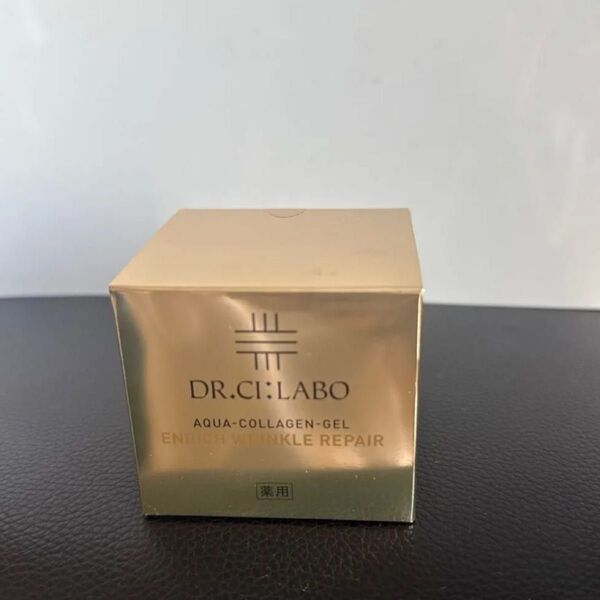 DR.CI:LABO
AQUA-COLLAGEN-GEL
ENRICH WRINKLE REPAIR
薬用